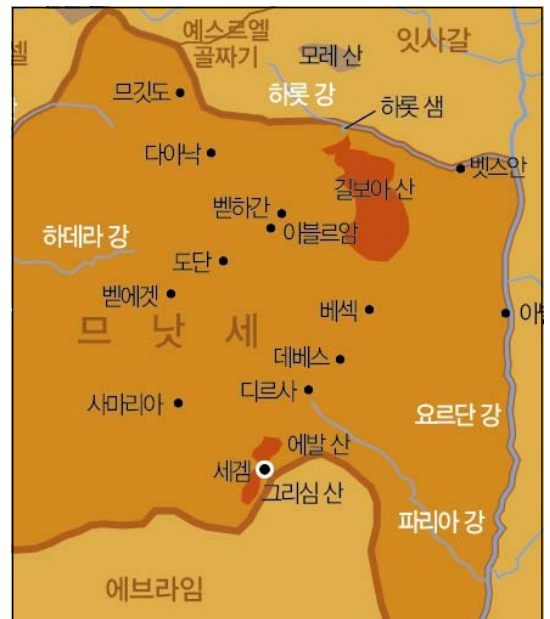 예스르엘
골짜기
잇사갈
모레 산
므깃도
하롯 강
하롯 샘
다아낙
벳스안
길보아 산
벧하간
이블르암
하데라 강
도단
벧에겟
베섹
므낫세
데베스
디르사
사마리아
요르단 강
에발 산
세겜
그리심 산
파리아 강
에브라임